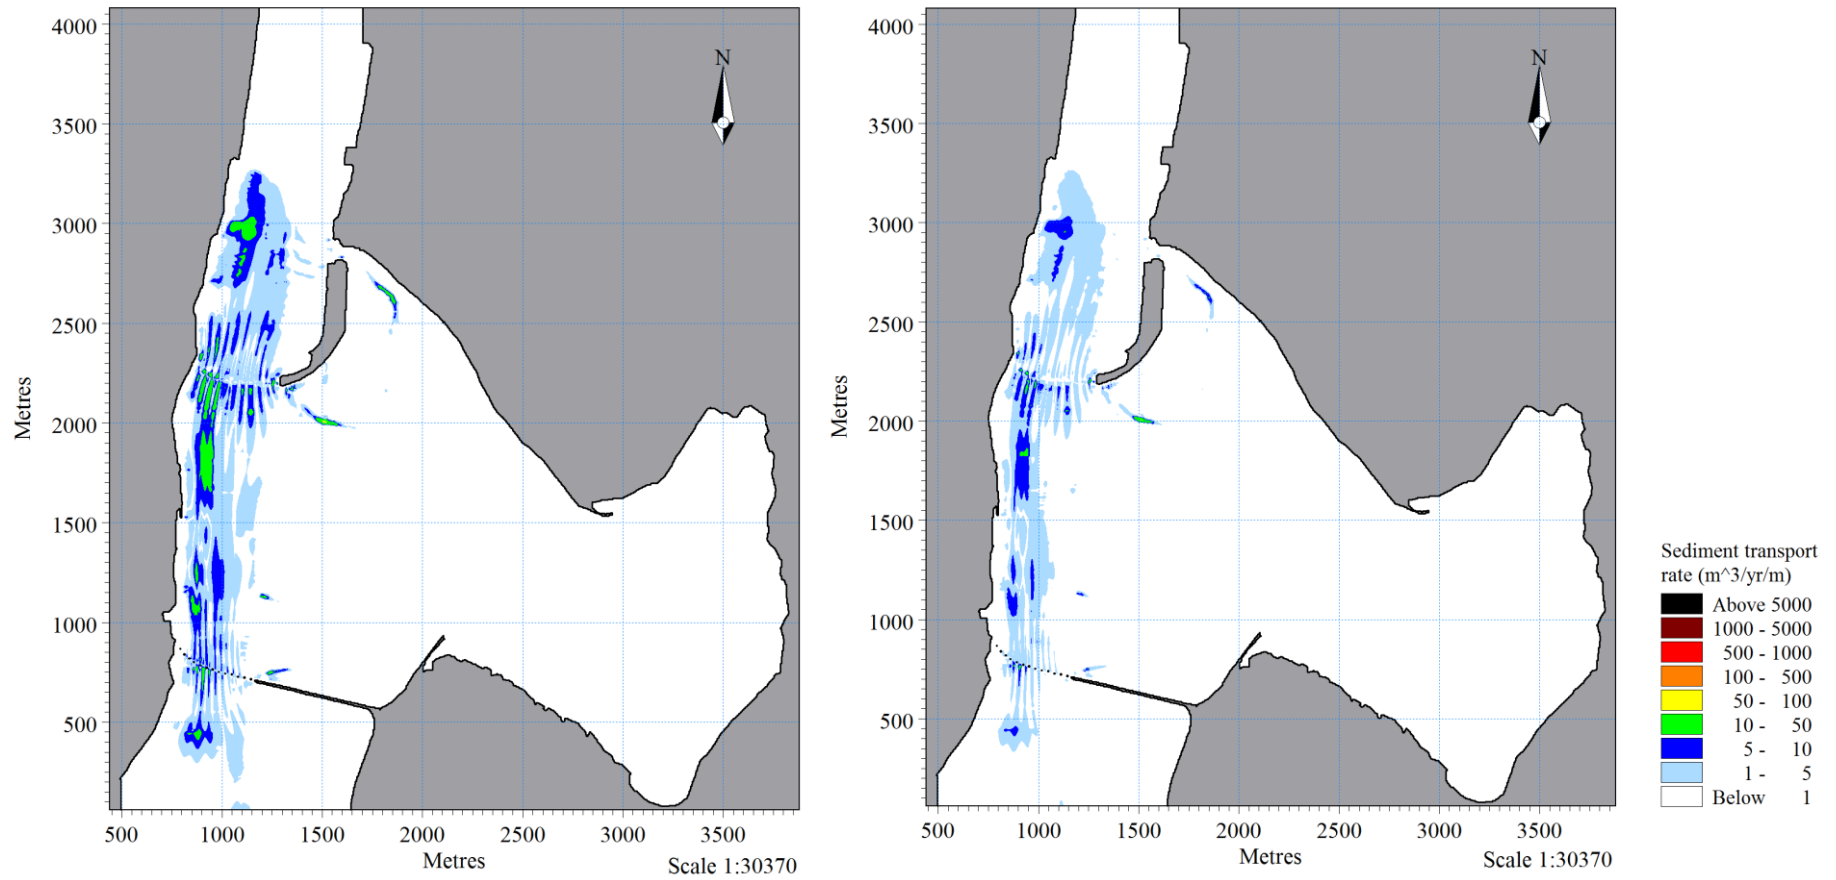 4000
3500
3000
2500
2000
1500
1000
500
Metres
N
500
1000
1500
2000
2500
3000
3500
Metres
Scale 1:30370
4000
3500
3000
2500
2000
1500
1000
500
Metres
N
500
1000
1500
2000
2500
3000
3500
Metres
Scale 1:30370
Sediment transport
rate (m^3/yr/m)
Above 5000
1000 - 5000
500 - 1000
100 - 500
50 - 100
10 - 50
5 - 10
1 - 5
Below 1